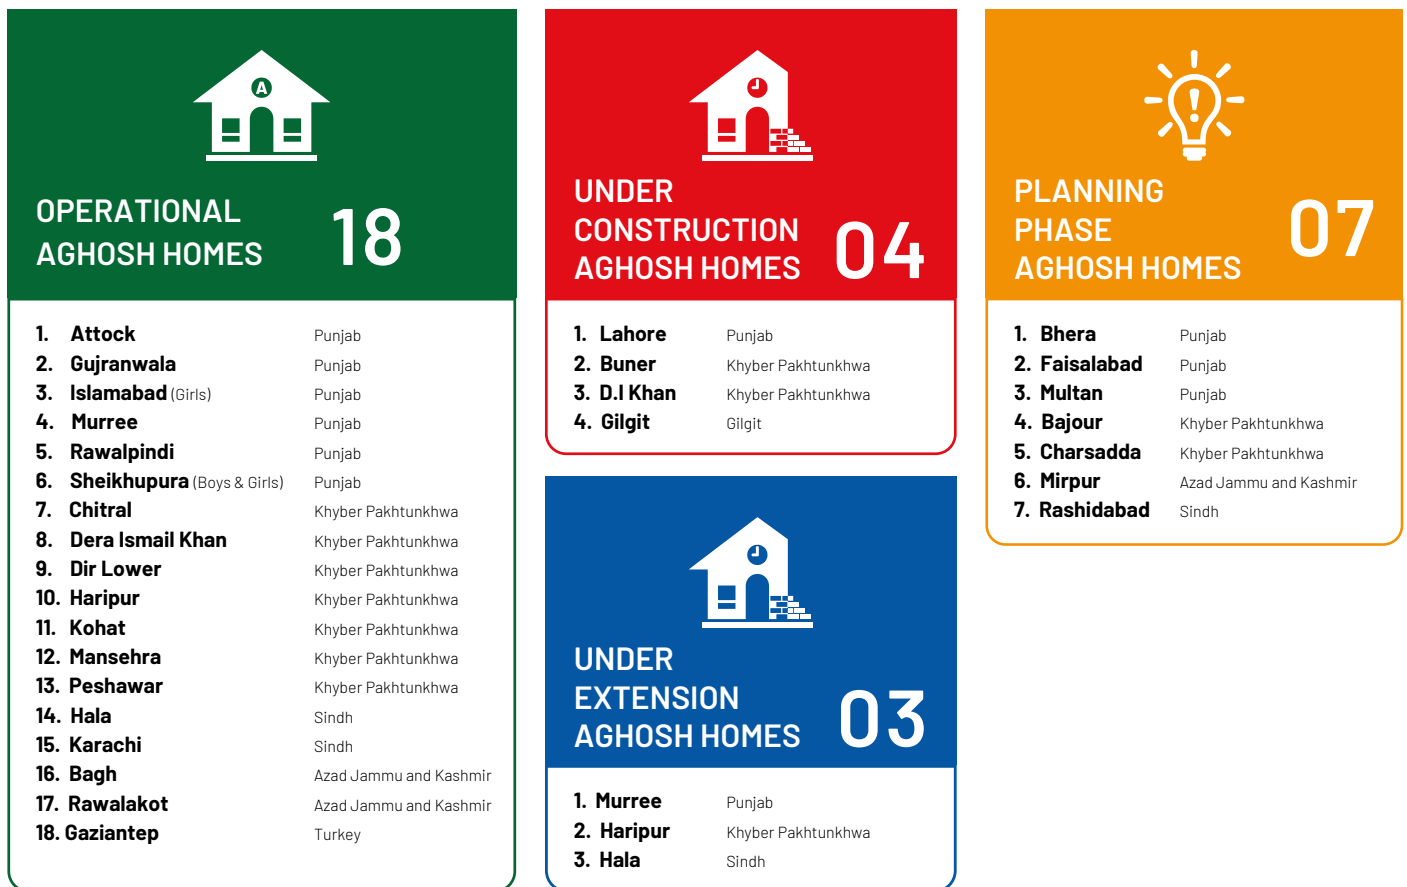 A
OPERATIONAL
AGHOSH HOMES
18
1. Attock Punjab
2. Gujranwala Punjab
3. Islamabad (Girls) Punjab
4. Murree Punjab
5. Rawalpindi Punjab
6. Sheikhupura (Boys & Girls) Punjab
7. Chitral Khyber Pakhtunkhwa
8. Dera Ismail Khan Khyber Pakhtunkhwa
9. Dir Lower Khyber Pakhtunkhwa
10. Haripur Khyber Pakhtunkhwa
11. Kohat Khyber Pakhtunkhwa
12. Mansehra Khyber Pakhtunkhwa
13. Peshawar Khyber Pakhtunkhwa
14. Hala Sindh
15. Karachi Sindh
16. Bagh Azad Jammu and Kashmir
17. Rawalakot Azad Jammu and Kashmir
18. Gaziantep Turkey
UNDER
CONSTRUCTION
AGHOSH HOMES
04
1. Lahore Punjab
2. Buner Khyber Pakhtunkhwa
3. D.I Khan Khyber Pakhtunkhwa
4. Gilgit Gilgit
UNDER
EXTENSION
AGHOSH HOMES
03
1. Murree Punjab
2. Haripur Khyber Pakhtunkhwa
3. Hala Sindh
PLANNING
PHASE
AGHOSH HOMES
07
1. Bhera Punjab
2. Faisalabad Punjab
3. Multan Punjab
4. Bajour Khyber Pakhtunkhwa
5. Charsadda Khyber Pakhtunkhwa
6. Mirpur Azad Jammu and Kashmir
7. Rashidabad Sindh